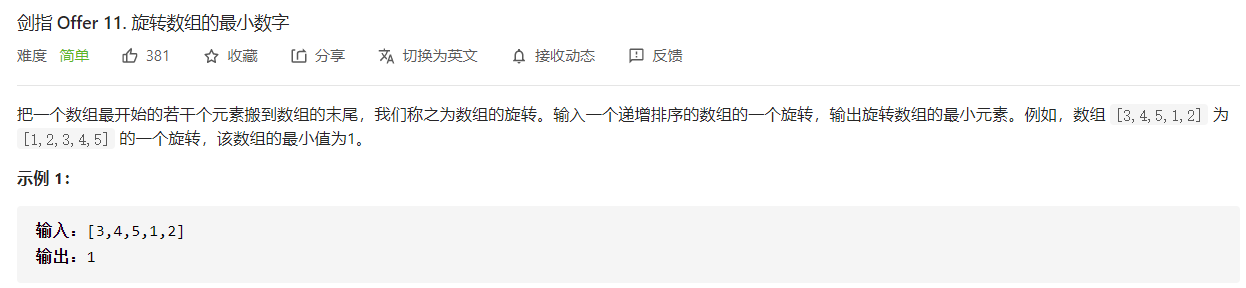 剑指 Offer 11. 旋转数组的最小数字
难度 简单 381 收藏 分享 切换为英文 接收动态 反馈
把一个数组最开始的若干个元素搬到数组的末尾，我们称之为数组的旋转。输入一个递增排序的数组的一个旋转，输出旋转数组的最小元素。例如，数组 [3,4,5,1,2] 为
[1,2,3,4,5] 的一个旋转，该数组的最小值为1。
示例 1：
输入：[3,4,5,1,2]
输出：1